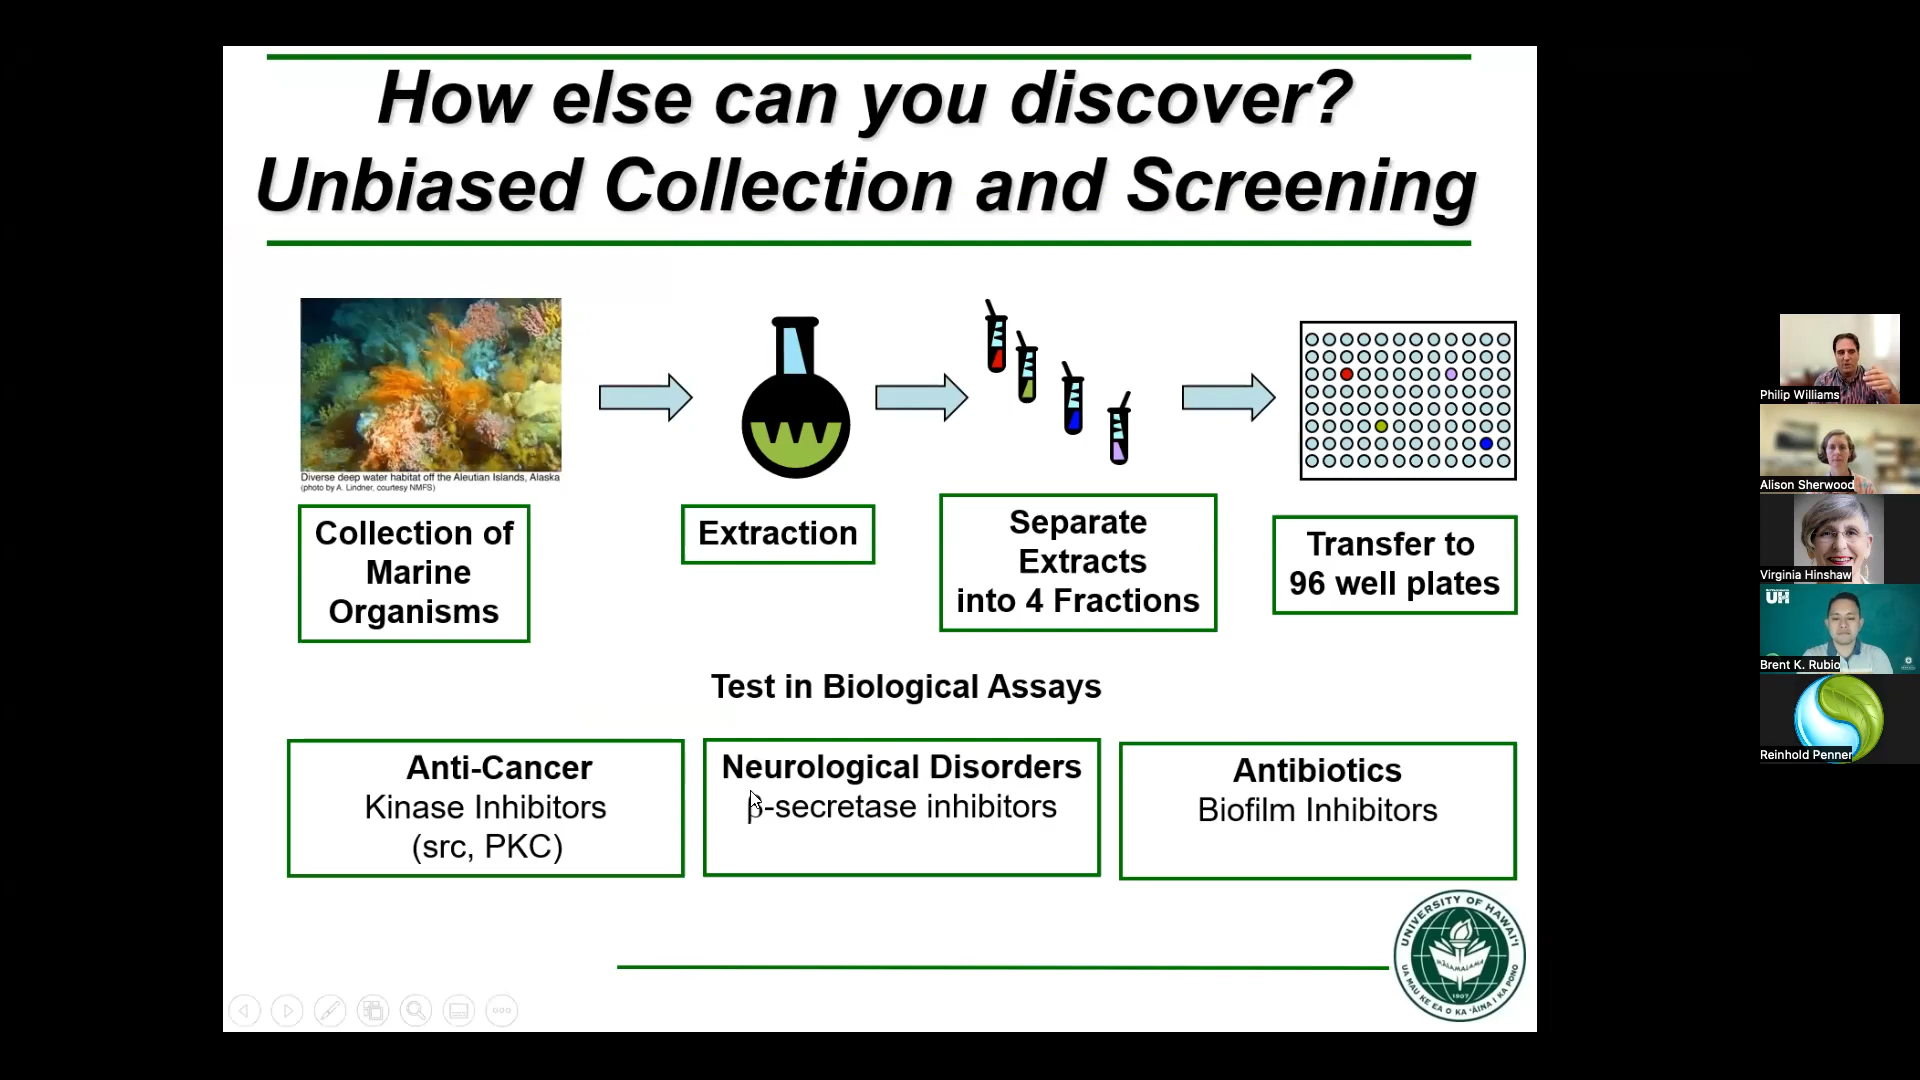 How else can you discover?
Unbiased Collection and Screening
Diverse deep water habitat off the Aleutian Islands, Alaska
(photo by A. Lindner, courtesy NMFS)
Collection of
Marine
Organisms
Extraction
Separate
Extracts
into 4 Fractions
Transfer to
96 well plates
Test in Biological Assays
Anti-Cancer
Kinase Inhibitors
(src, PKC)
Neurological Disorders
β-secretase inhibitors
Antibiotics
Biofilm Inhibitors
UNIVERSITY OF HAWAI'I
MALAMALAMA
1907
UA MAU KE EA O KA 'ĀINA I KA PONO
Philip Williams
Alison Sherwood
Virginia Hinshaw
UH
Brent K. Rubio
Reinhold Penner